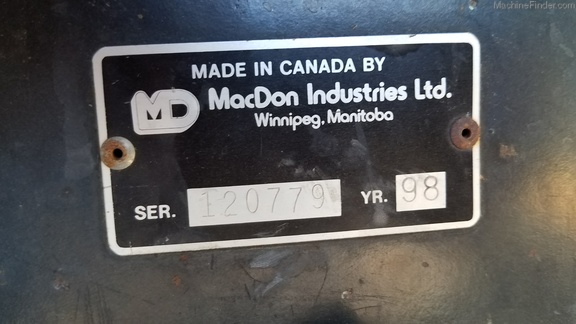 MachineFinder.com
MADE IN CANADA BY
MD MacDon Industries Ltd.
Winnipeg, Manitoba
SER. 120779 YR. 98